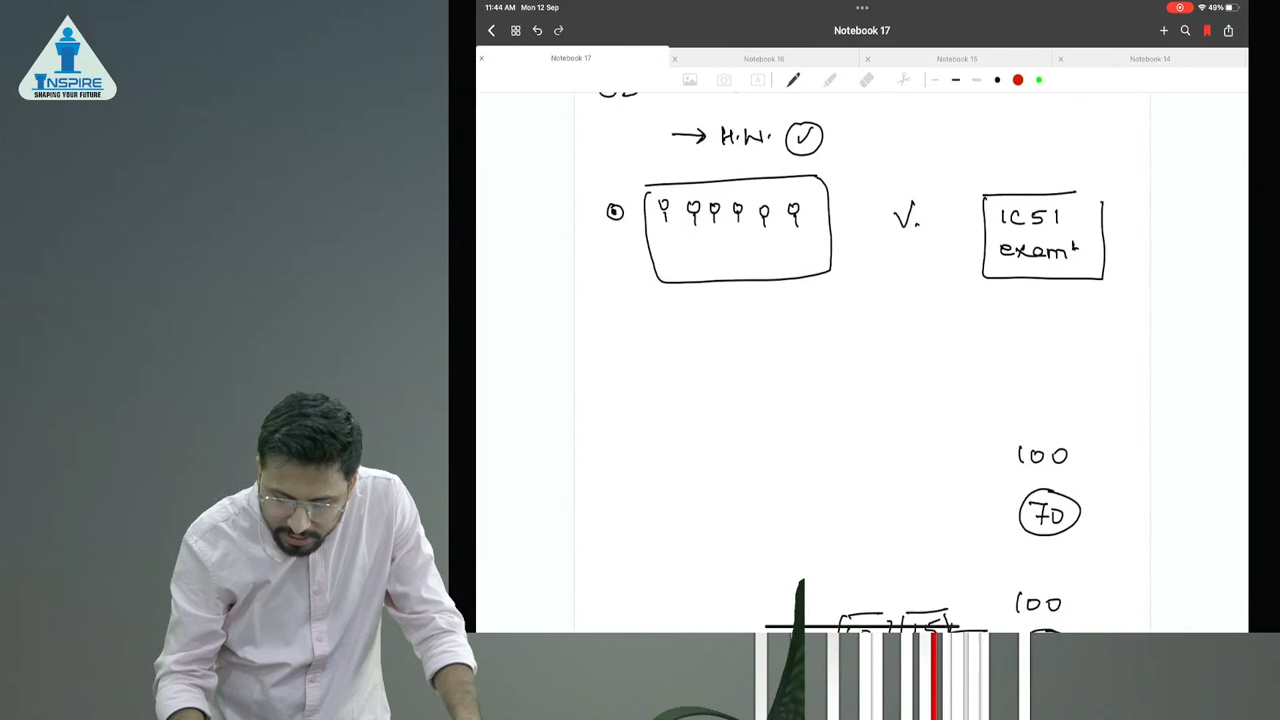 11:44 AM Mon 12 Sep
49%
INSPIRE
SHAPING YOUR FUTURE
Notebook 17
Notebook 17
Notebook 16
Notebook 15
Notebook 14
→ H.W. ✓
V.
ICSI
exam
100
70
100